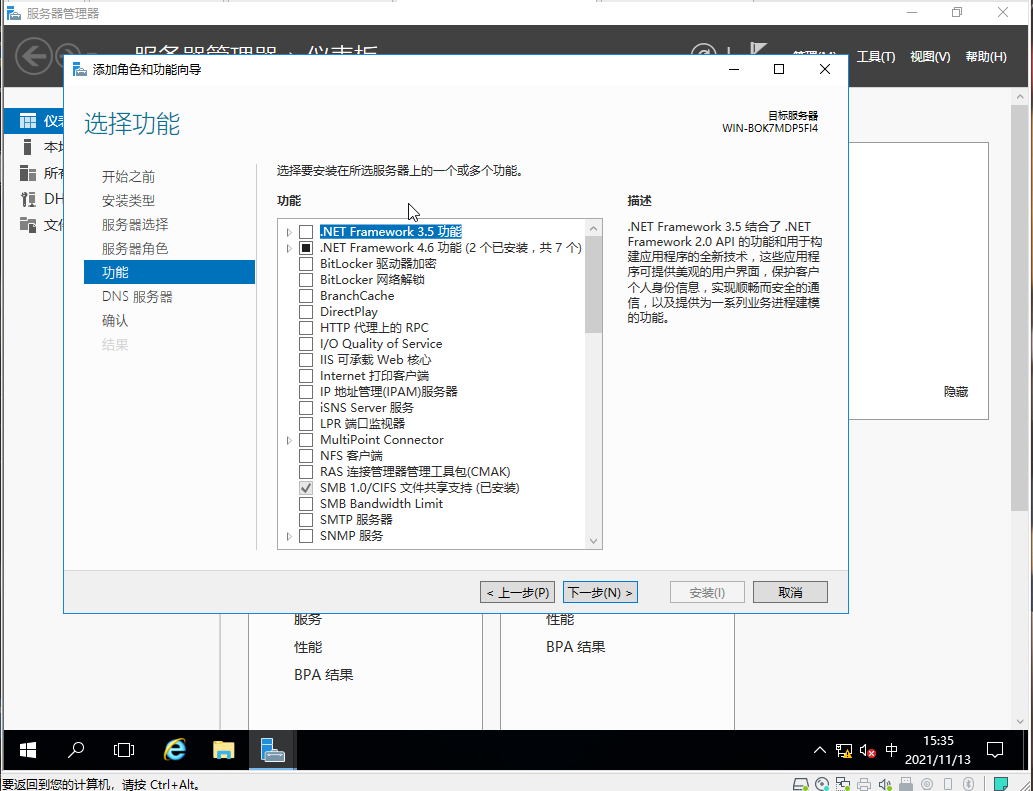 服务器管理器
服务器管理器 · 仪表板
管理(M) 工具(T) 视图(V) 帮助(H)
添加角色和功能向导
选择功能
目标服务器
WIN-BOK7MDP5FI4
开始之前
安装类型
服务器选择
服务器角色
功能
DNS 服务器
确认
结果
选择要安装在所选服务器上的一个或多个功能。
功能
.NET Framework 3.5 功能
.NET Framework 4.6 功能 (2 个已安装，共 7 个)
BitLocker 驱动器加密
BitLocker 网络解锁
BranchCache
DirectPlay
HTTP 代理上的 RPC
I/O Quality of Service
IIS 可承载 Web 核心
Internet 打印客户端
IP 地址管理(IPAM)服务器
iSNS Server 服务
LPR 端口监视器
MultiPoint Connector
NFS 客户端
RAS 连接管理器管理工具包(CMAK)
SMB 1.0/CIFS 文件共享支持 (已安装)
SMB Bandwidth Limit
SMTP 服务器
SNMP 服务
描述
.NET Framework 3.5 结合了 .NET
Framework 2.0 API 的功能和用于构
建应用程序的全新技术，这些应用程
序可提供美观的用户界面，保护客户
个人身份信息，实现顺畅而安全的通
信，以及提供为一系列业务进程建模
的功能。
< 上一步(P)
下一步(N) >
安装(I)
取消
仪
本
所
DH
文
隐藏
服务
性能
BPA 结果
性能
BPA 结果
中
15:35
2021/11/13
要返回到您的计算机，请按 Ctrl+Alt。